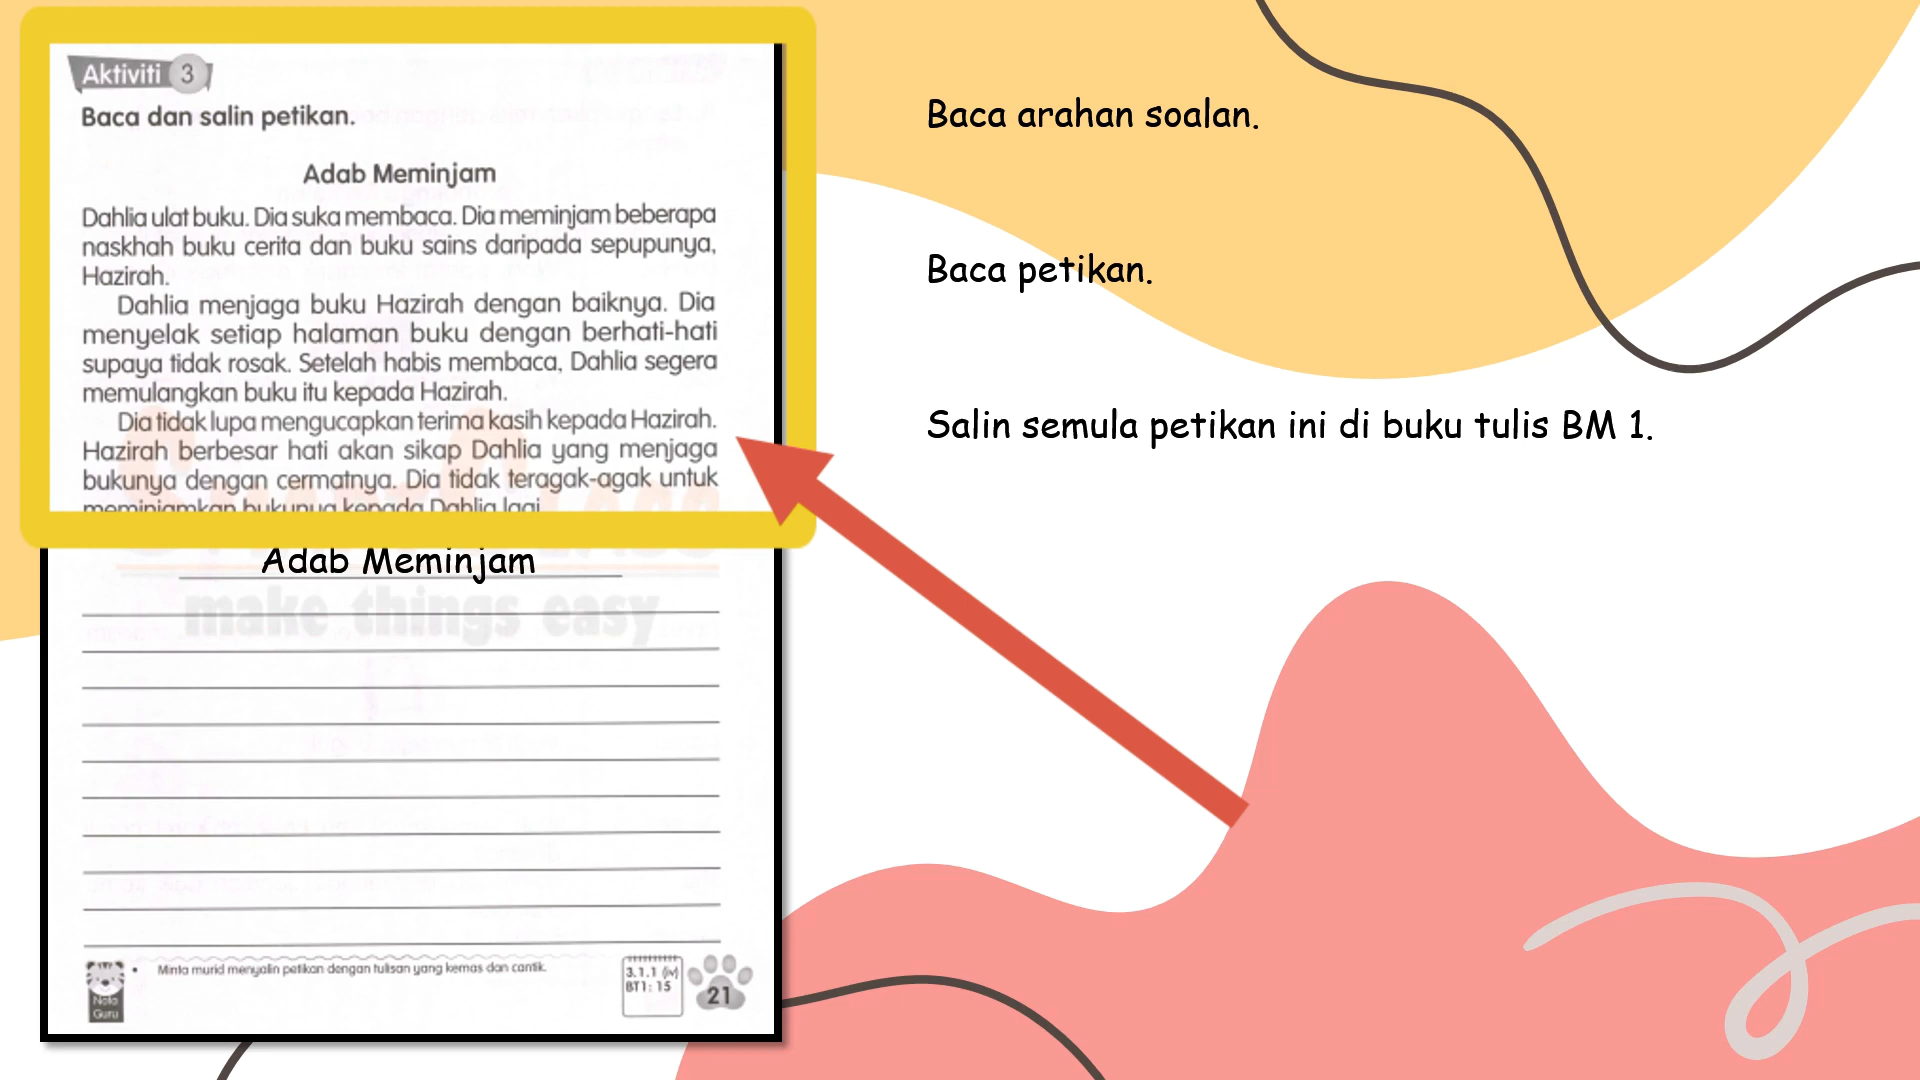 Aktiviti 3
Baca dan salin petikan.
Adab Meminjam
Dahlia ulat buku. Dia suka membaca. Dia meminjam beberapa
naskhah buku cerita dan buku sains daripada sepupunya,
Hazirah.
Dahlia menjaga buku Hazirah dengan baiknya. Dia
menyelak setiap halaman buku dengan berhati-hati
supaya tidak rosak. Setelah habis membaca, Dahlia segera
memulangkan buku itu kepada Hazirah.
Dia tidak lupa mengucapkan terima kasih kepada Hazirah.
Hazirah berbesar hati akan sikap Dahlia yang menjaga
bukunya dengan cermatnya. Dia tidak teragak-agak untuk
meminjamkan bukunya kepada Dahlia lagi.
Adab Meminjam
make things easy
Nota
Guru
• Minta murid menyalin petikan dengan tulisan yang kemas dan cantik.
3.1.1 (iv)
BT1: 15
21
Baca arahan soalan.
Baca petikan.
Salin semula petikan ini di buku tulis BM 1.